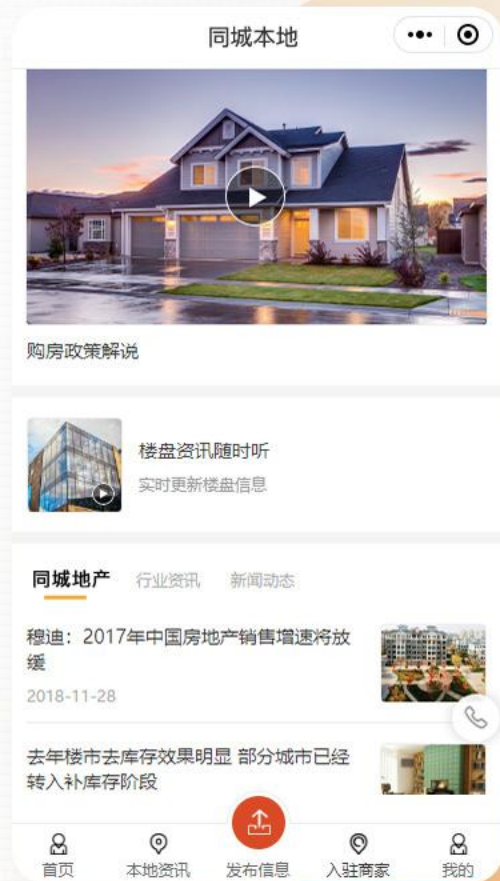 同城本地
购房政策解说
楼盘资讯随时听
实时更新楼盘信息
同城地产 行业资讯 新闻动态
穆迪：2017年中国房地产销售增速将放
缓
2018-11-28
去年楼市去库存效果明显 部分城市已经
转入补库存阶段
首页 本地资讯 发布信息 入驻商家 我的